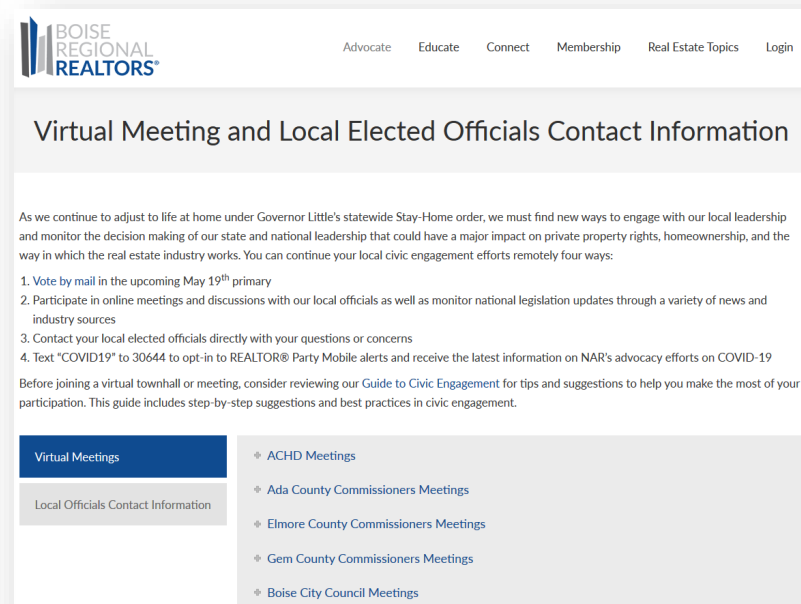 BOISE
REGIONAL
REALTORS®
Advocate Educate Connect Membership Real Estate Topics Login
Virtual Meeting and Local Elected Officials Contact Information
As we continue to adjust to life at home under Governor Little's statewide Stay-Home order, we must find new ways to engage with our local leadership
and monitor the decision making of our state and national leadership that could have a major impact on private property rights, homeownership, and the
way in which the real estate industry works. You can continue your local civic engagement efforts remotely four ways:
1. Vote by mail in the upcoming May 19th primary
2. Participate in online meetings and discussions with our local officials as well as monitor national legislation updates through a variety of news and
industry sources
3. Contact your local elected officials directly with your questions or concerns
4. Text "COVID19" to 30644 to opt-in to REALTOR® Party Mobile alerts and receive the latest information on NAR's advocacy efforts on COVID-19
Before joining a virtual townhall or meeting, consider reviewing our Guide to Civic Engagement for tips and suggestions to help you make the most of your
participation. This guide includes step-by-step suggestions and best practices in civic engagement.
Virtual Meetings
Local Officials Contact Information
ACHD Meetings
Ada County Commissioners Meetings
Elmore County Commissioners Meetings
Gem County Commissioners Meetings
Boise City Council Meetings